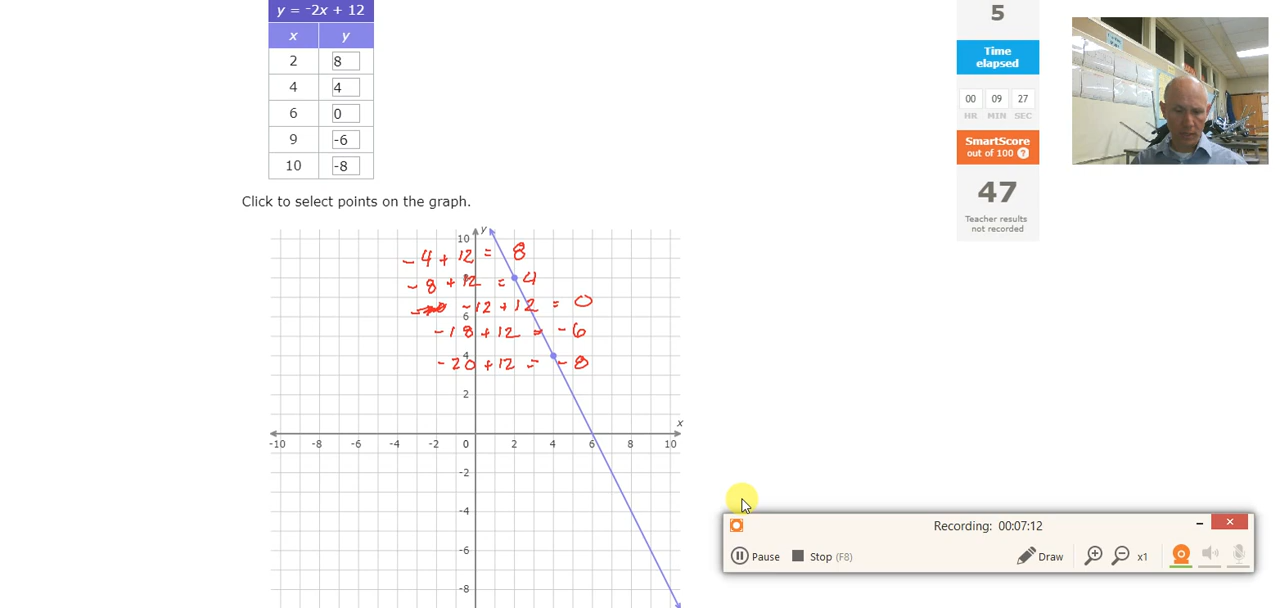 y = -2x + 12
x y
2 8
4 4
6 0
9 -6
10 -8
Click to select points on the graph.
5
Time elapsed
00 09 27
HR MIN SEC
SmartScore
out of 100 ?
47
Teacher results
not recorded
y
10
8
6
4
2
-4 + 12 = 8
-8 + 12 = 4
-12 + 12 = 0
-18 + 12 = -6
-20 + 12 = -8
x
-10 -8 -6 -4 -2 0 2 4 6 8 10
-2
-4
-6
-8
Recording: 00:07:12
Pause Stop (F8) Draw x1